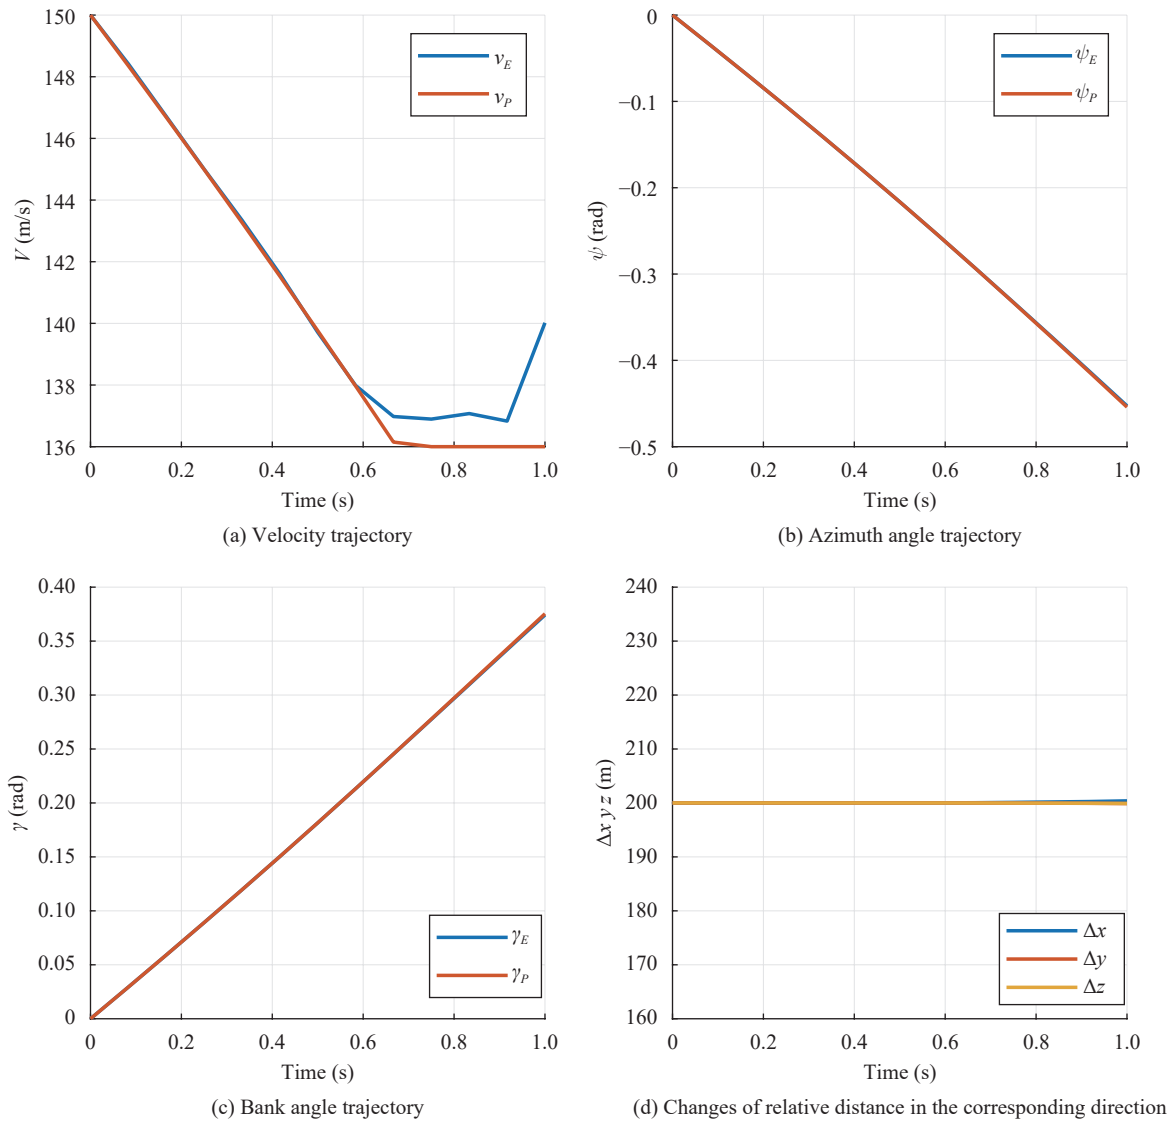 150
148
146
144
142
140
138
136
V (m/s)
v_E
v_P
0 0.2 0.4 0.6 0.8 1.0
Time (s)
(a) Velocity trajectory
0
−0.1
−0.2
−0.3
−0.4
−0.5
ψ (rad)
ψ_E
ψ_P
0 0.2 0.4 0.6 0.8 1.0
Time (s)
(b) Azimuth angle trajectory
0.40
0.35
0.30
0.25
0.20
0.15
0.10
0.05
0
γ (rad)
γ_E
γ_P
0 0.2 0.4 0.6 0.8 1.0
Time (s)
(c) Bank angle trajectory
240
230
220
210
200
190
180
170
160
Δx y z (m)
Δx
Δy
Δz
0 0.2 0.4 0.6 0.8 1.0
Time (s)
(d) Changes of relative distance in the corresponding direction